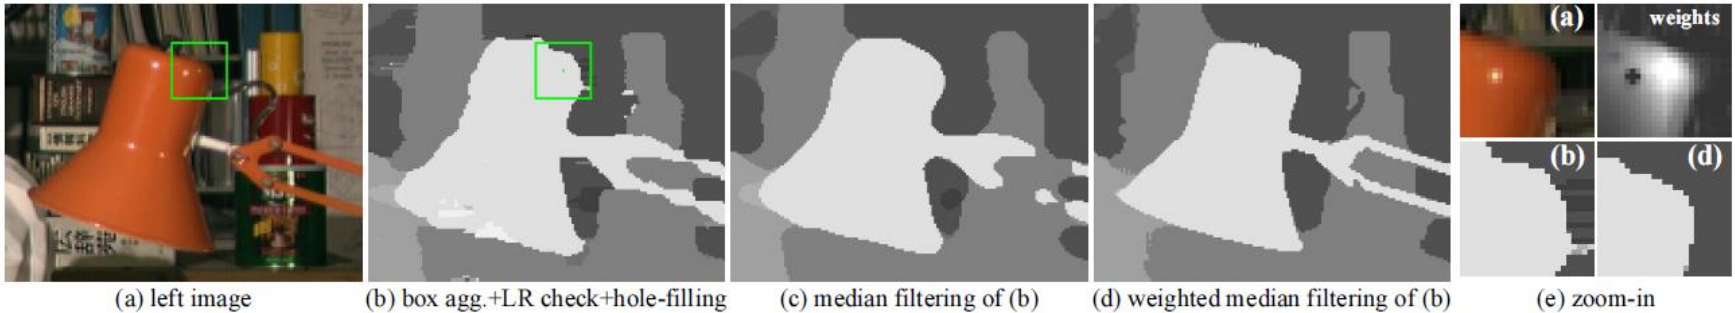 (a)
weights
(b)
(d)
(a) left image
(b) box agg.+LR check+hole-filling
(c) median filtering of (b)
(d) weighted median filtering of (b)
(e) zoom-in